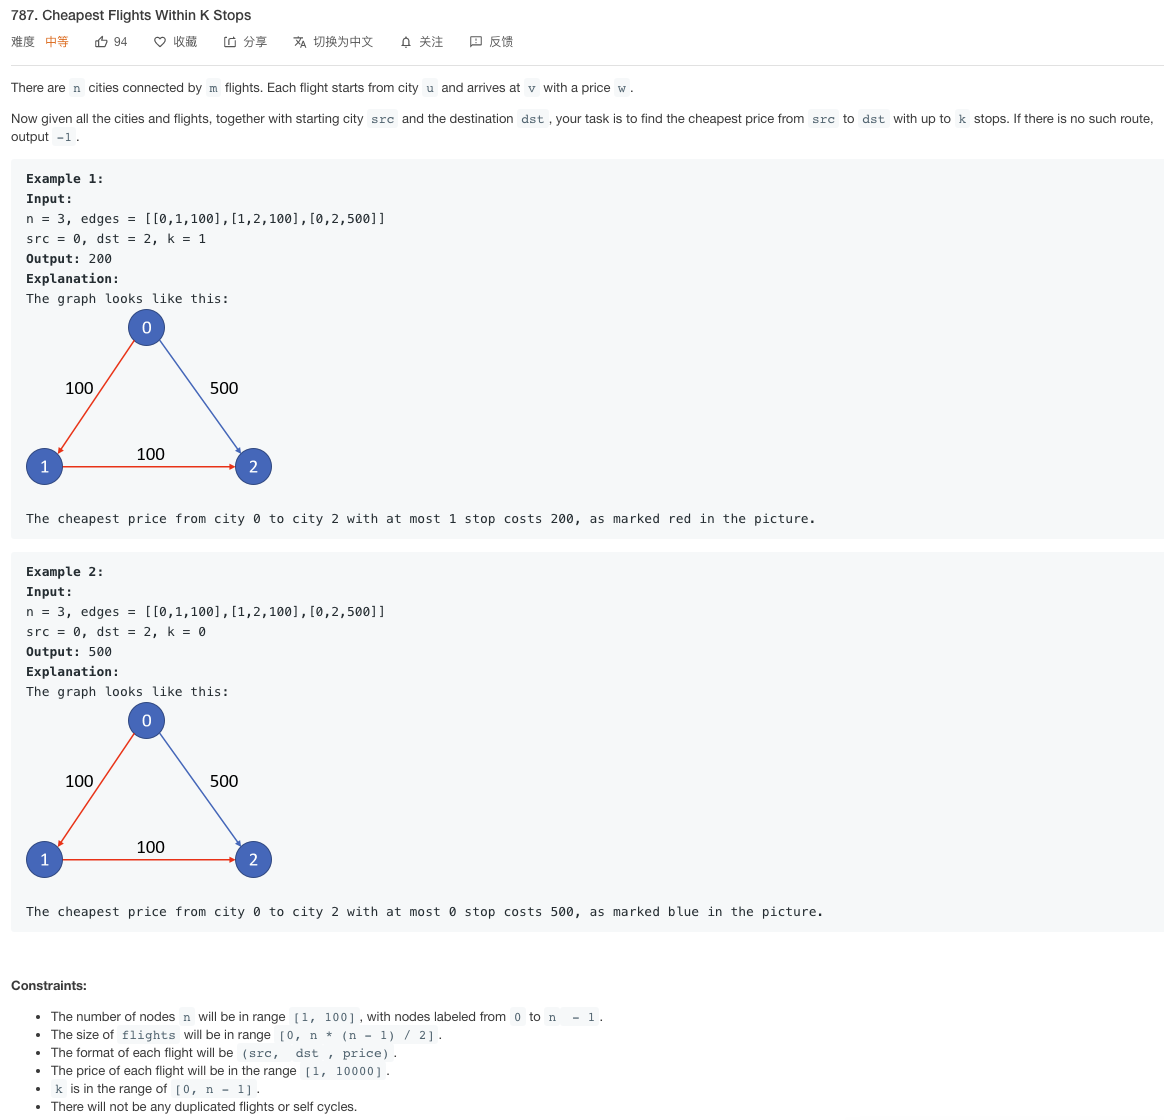 787. Cheapest Flights Within K Stops
难度 中等 94 收藏 分享 切换为中文 关注 反馈
There are n cities connected by m flights. Each flight starts from city u and arrives at v with a price w .
Now given all the cities and flights, together with starting city src and the destination dst , your task is to find the cheapest price from src to dst with up to k stops. If there is no such route,
output -1 .
Example 1:
Input:
n = 3, edges = [[0,1,100],[1,2,100],[0,2,500]]
src = 0, dst = 2, k = 1
Output: 200
Explanation:
The graph looks like this:
0
100 500
100
1 2
The cheapest price from city 0 to city 2 with at most 1 stop costs 200, as marked red in the picture.
Example 2:
Input:
n = 3, edges = [[0,1,100],[1,2,100],[0,2,500]]
src = 0, dst = 2, k = 0
Output: 500
Explanation:
The graph looks like this:
0
100 500
100
1 2
The cheapest price from city 0 to city 2 with at most 0 stop costs 500, as marked blue in the picture.
Constraints:
• The number of nodes n will be in range [1, 100] , with nodes labeled from 0 to n - 1 .
• The size of flights will be in range [0, n * (n - 1) / 2] .
• The format of each flight will be (src, dst , price) .
• The price of each flight will be in the range [1, 10000] .
• k is in the range of [0, n - 1] .
• There will not be any duplicated flights or self cycles.